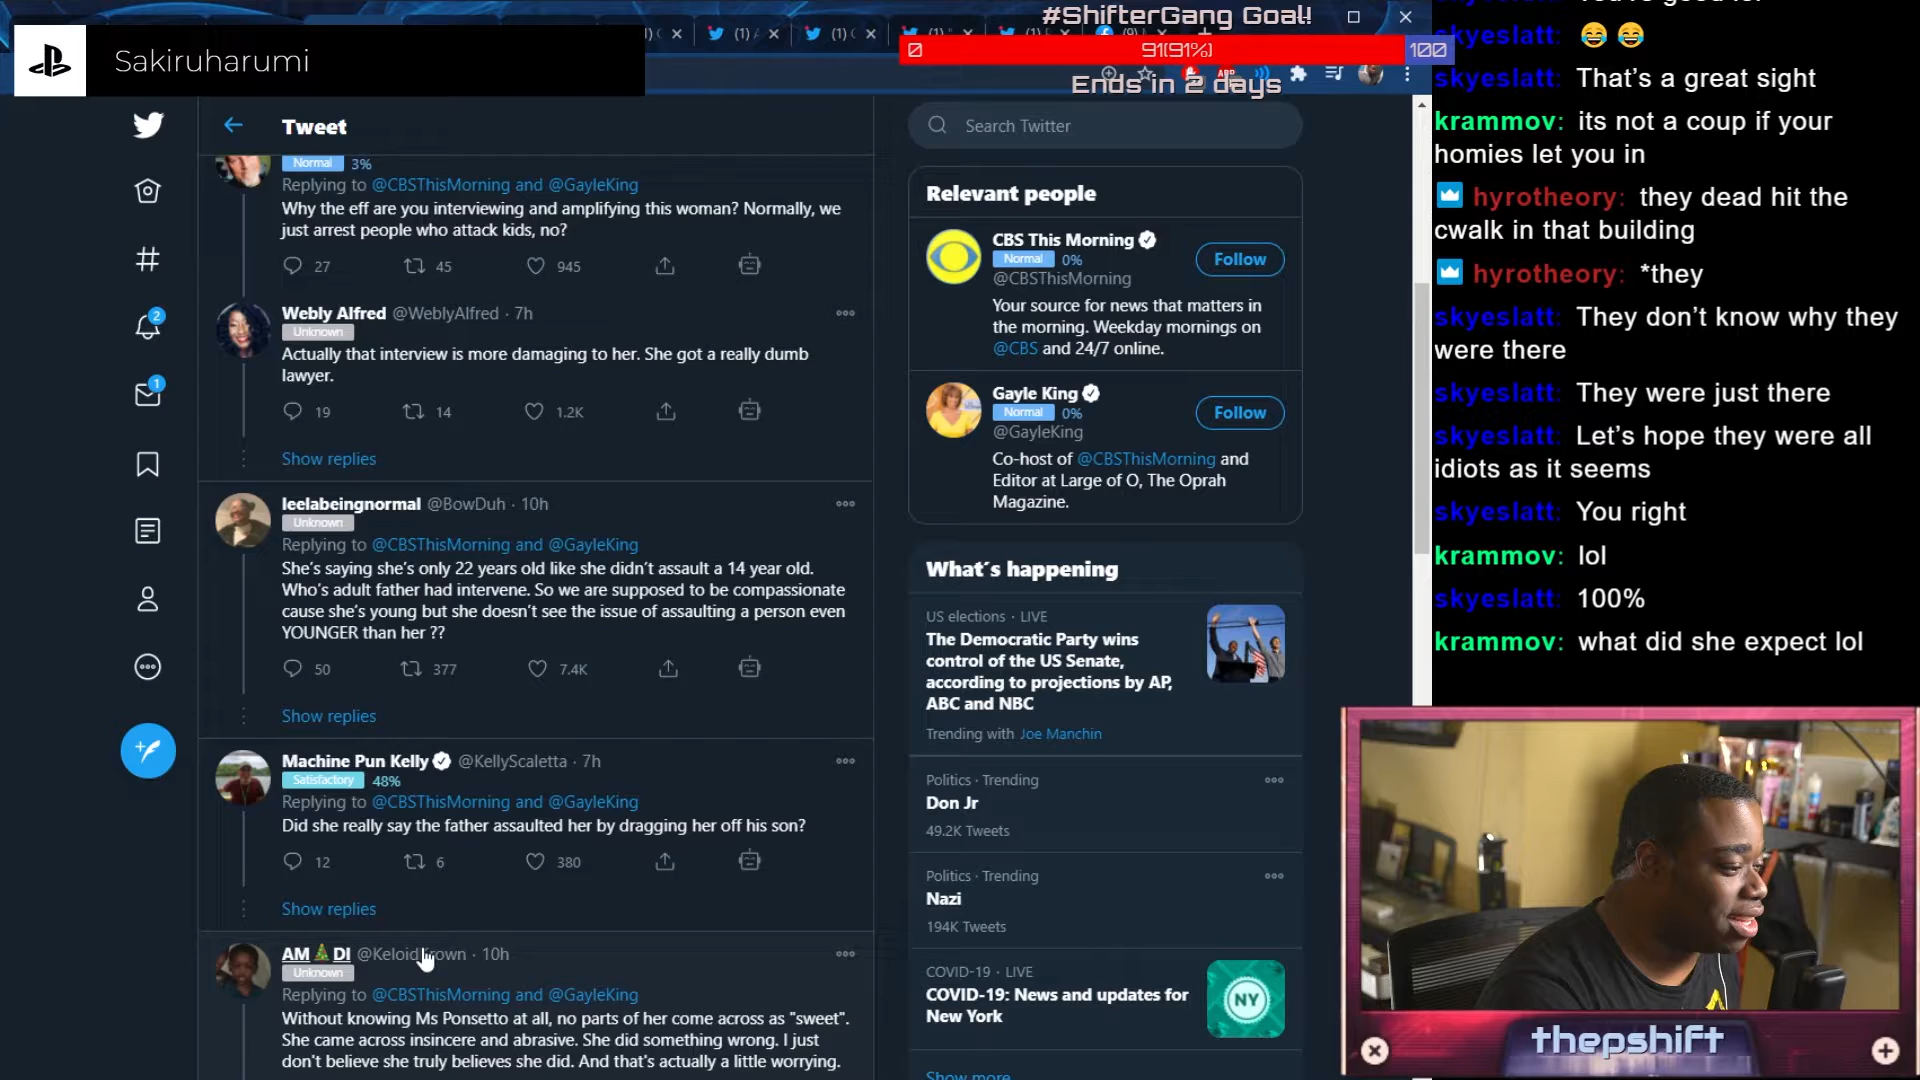 Sakiruharumi
#ShifterGang Goal!
0
91(91%)
100
Ends in 2 days
Tweet
Normal 3%
Replying to @CBSThisMorning and @GayleKing
Why the eff are you interviewing and amplifying this woman? Normally, we
just arrest people who attack kids, no?
27 45 945
Webly Alfred @WeblyAlfred · 7h
Unknown
Actually that interview is more damaging to her. She got a really dumb
lawyer.
19 14 1.2K
Show replies
leelabeingnormal @BowDuh · 10h
Unknown
Replying to @CBSThisMorning and @GayleKing
She's saying she's only 22 years old like she didn't assault a 14 year old.
Who's adult father had intervene. So we are supposed to be compassionate
cause she's young but she doesn't see the issue of assaulting a person even
YOUNGER than her ??
50 377 7.4K
Show replies
Machine Pun Kelly @KellyScaletta · 7h
Satisfactory 48%
Replying to @CBSThisMorning and @GayleKing
Did she really say the father assaulted her by dragging her off his son?
12 6 380
Show replies
AM DI · 10h
Unknown
Replying to @CBSThisMorning and @GayleKing
Without knowing Ms Ponsetto at all, no parts of her come across as "sweet".
She came across insincere and abrasive. She did something wrong. I just
don't believe she truly believes she did. And that's actually a little worrying.
2
1
Search Twitter
Relevant people
CBS This Morning
Normal 0%
@CBSThisMorning
Follow
Your source for news that matters in
the morning. Weekday mornings on
@CBS and 24/7 online.
Gayle King
Normal 0%
@GayleKing
Follow
Co-host of @CBSThisMorning and
Editor at Large of O, The Oprah
Magazine.
What's happening
US elections · LIVE
The Democratic Party wins
control of the US Senate,
according to projections by AP,
ABC and NBC
Trending with Joe Manchin
Politics · Trending
Don Jr
49.2K Tweets
Politics · Trending
Nazi
194K Tweets
COVID-19 · LIVE
COVID-19: News and updates for
New York
NY
Show more
skyeslatt:
skyeslatt: That's a great sight
krammov: its not a coup if your
homies let you in
hyrotheory: they dead hit the
cwalk in that building
hyrotheory: *they
skyeslatt: They don't know why they
were there
skyeslatt: They were just there
skyeslatt: Let's hope they were all
idiots as it seems
skyeslatt: You right
krammov: lol
skyeslatt: 100%
krammov: what did she expect lol
thepshift